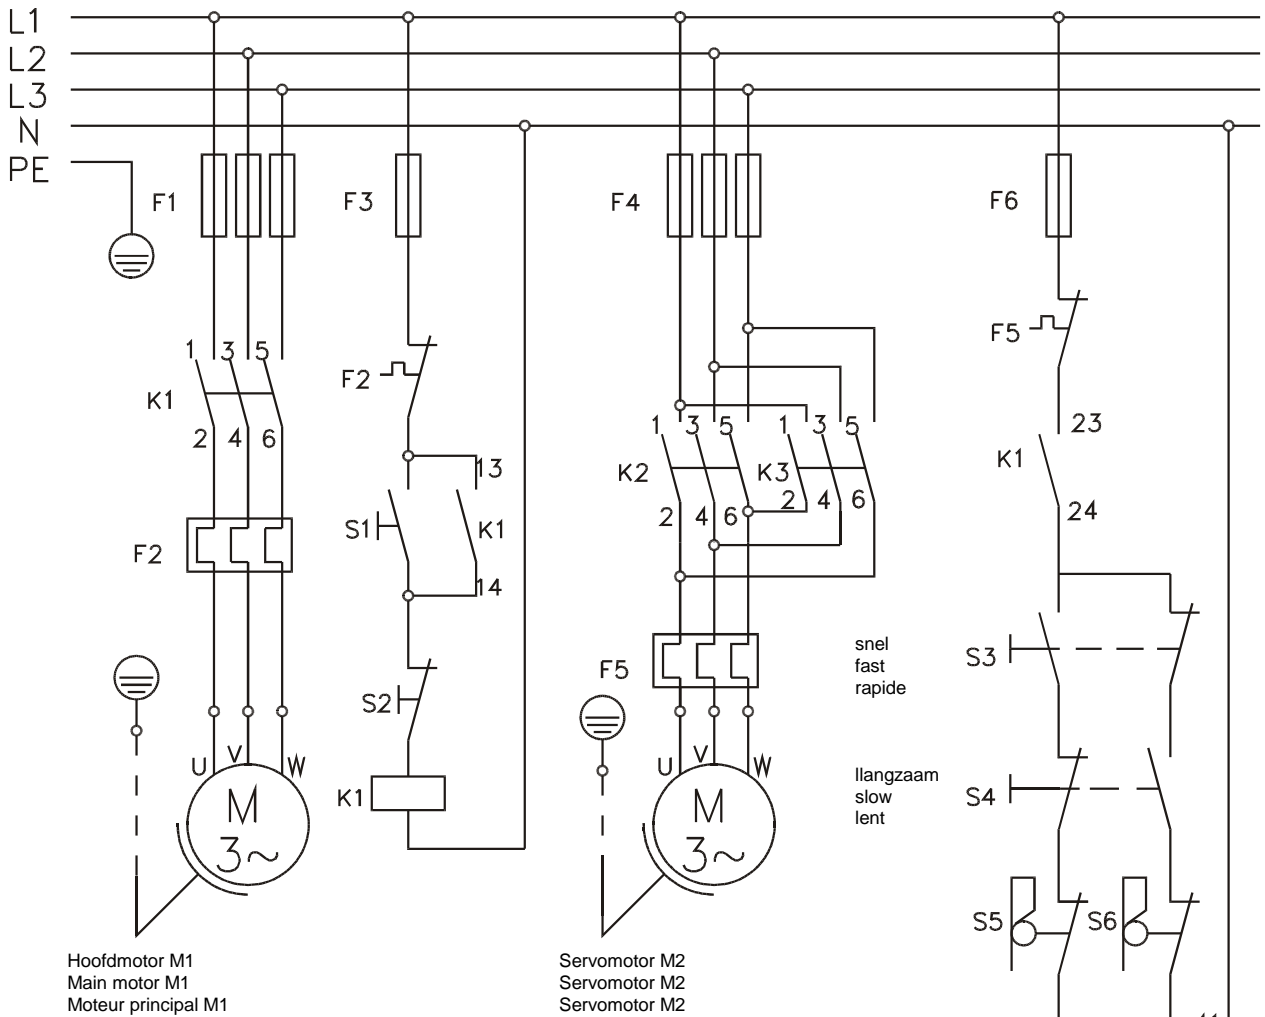 L1
L2
L3
N
PE
F1
F3
F4
F6
F5
1 3 5
K1
2 4 6
F2
23
K1
24
1 3 5
1 3 5
K2
K3
2 4 6
2 4 6
13
S1
K1
14
F2
F5
snel
fast
rapide
S3
S2
U V W
U V W
K1
M
3~
M
3~
llangzaam
slow
lent
S4
S5
S6
Hoofdmotor M1
Main motor M1
Moteur principal M1
Servomotor M2
Servomotor M2
Servomotor M2